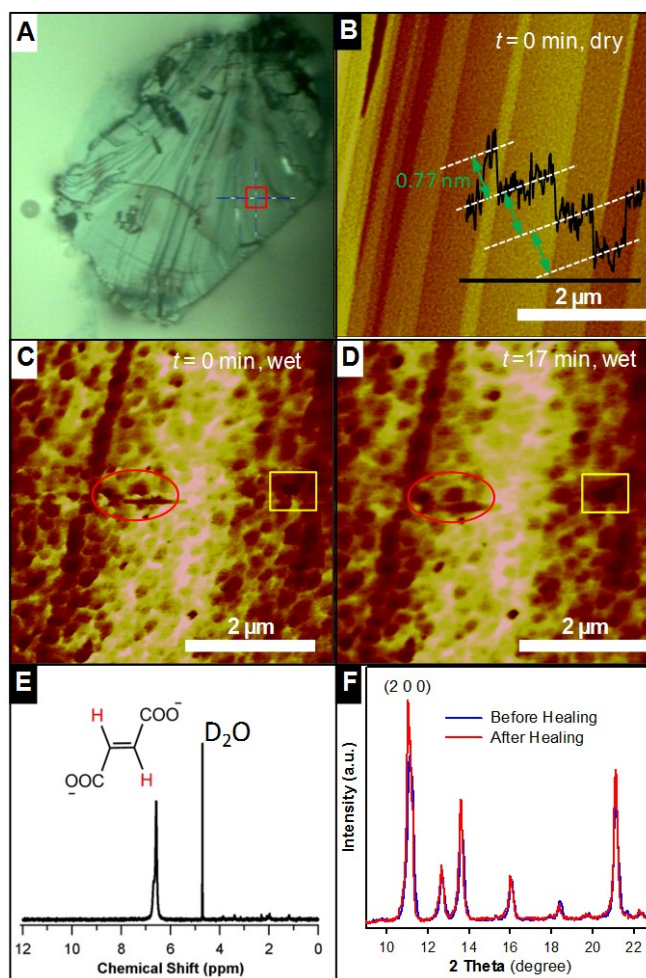 A
B
t = 0 min, dry
0.77 nm
2 µm
C
t = 0 min, wet
2 µm
D
t =17 min, wet
2 µm
E
H
COO⁻
⁻OOC
H
D₂O
12 10 8 6 4 2 0
Chemical Shift (ppm)
F
(2 0 0)
Before Healing
After Healing
Intensity (a.u.)
10 12 14 16 18 20 22
2 Theta (degree)